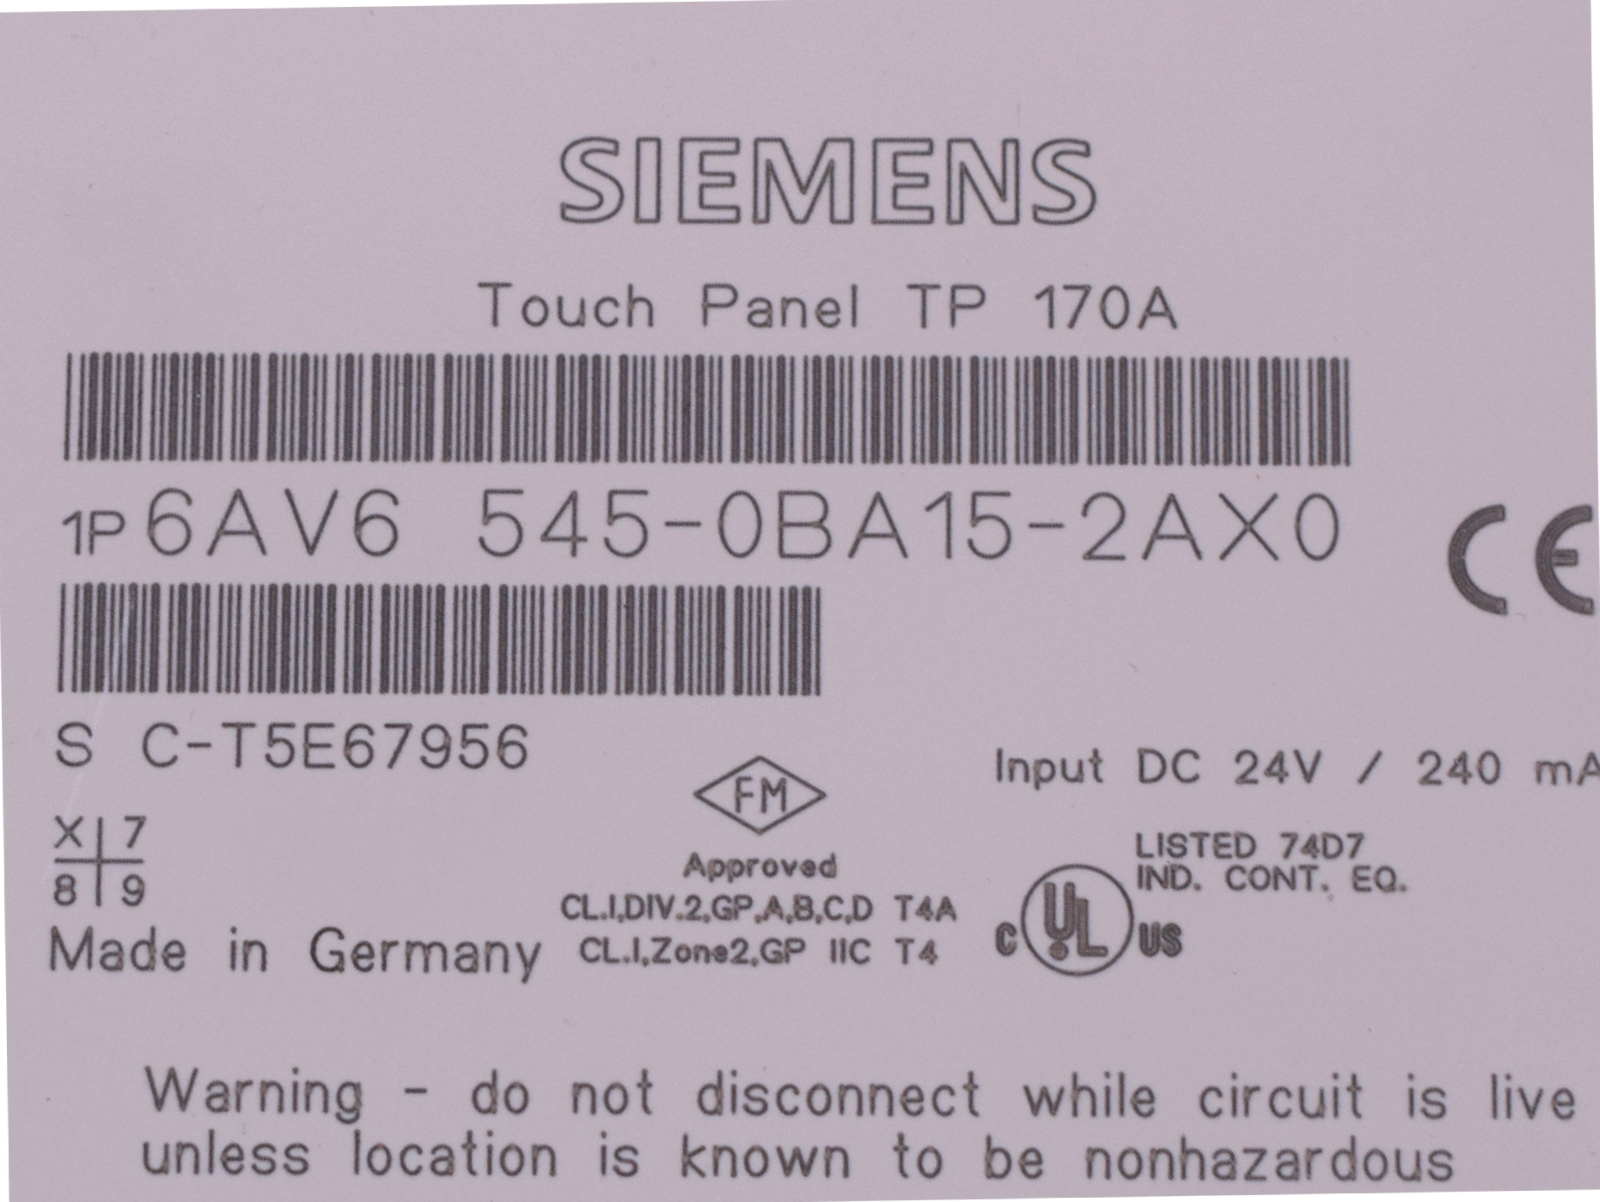 SIEMENS
Touch Panel TP 170A
1P 6AV6 545-0BA15-2AX0
CE
S C-T5E67956
Input DC 24V / 240 mA
X 7
8 9
FM
Approved
CL.I,DIV.2,GP,A,B,C,D T4A
CL.I,Zone2,GP IIC T4
LISTED 74D7
IND. CONT. EQ.
C UL US
Made in Germany
Warning - do not disconnect while circuit is live
unless location is known to be nonhazardous